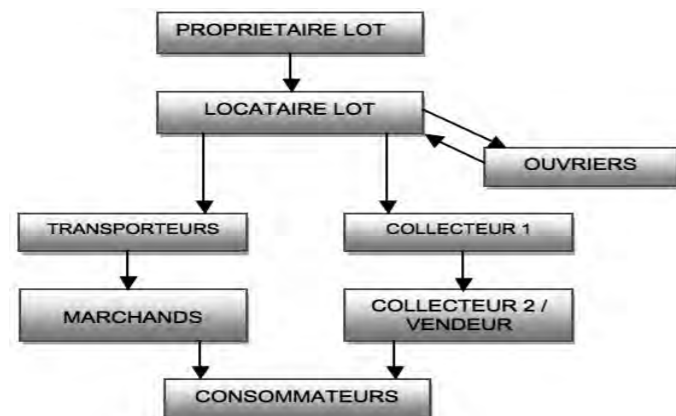 PROPRIETAIRE LOT
LOCATAIRE LOT
OUVRIERS
TRANSPORTEURS
COLLECTEUR 1
MARCHANDS
COLLECTEUR 2 /
VENDEUR
CONSOMMATEURS